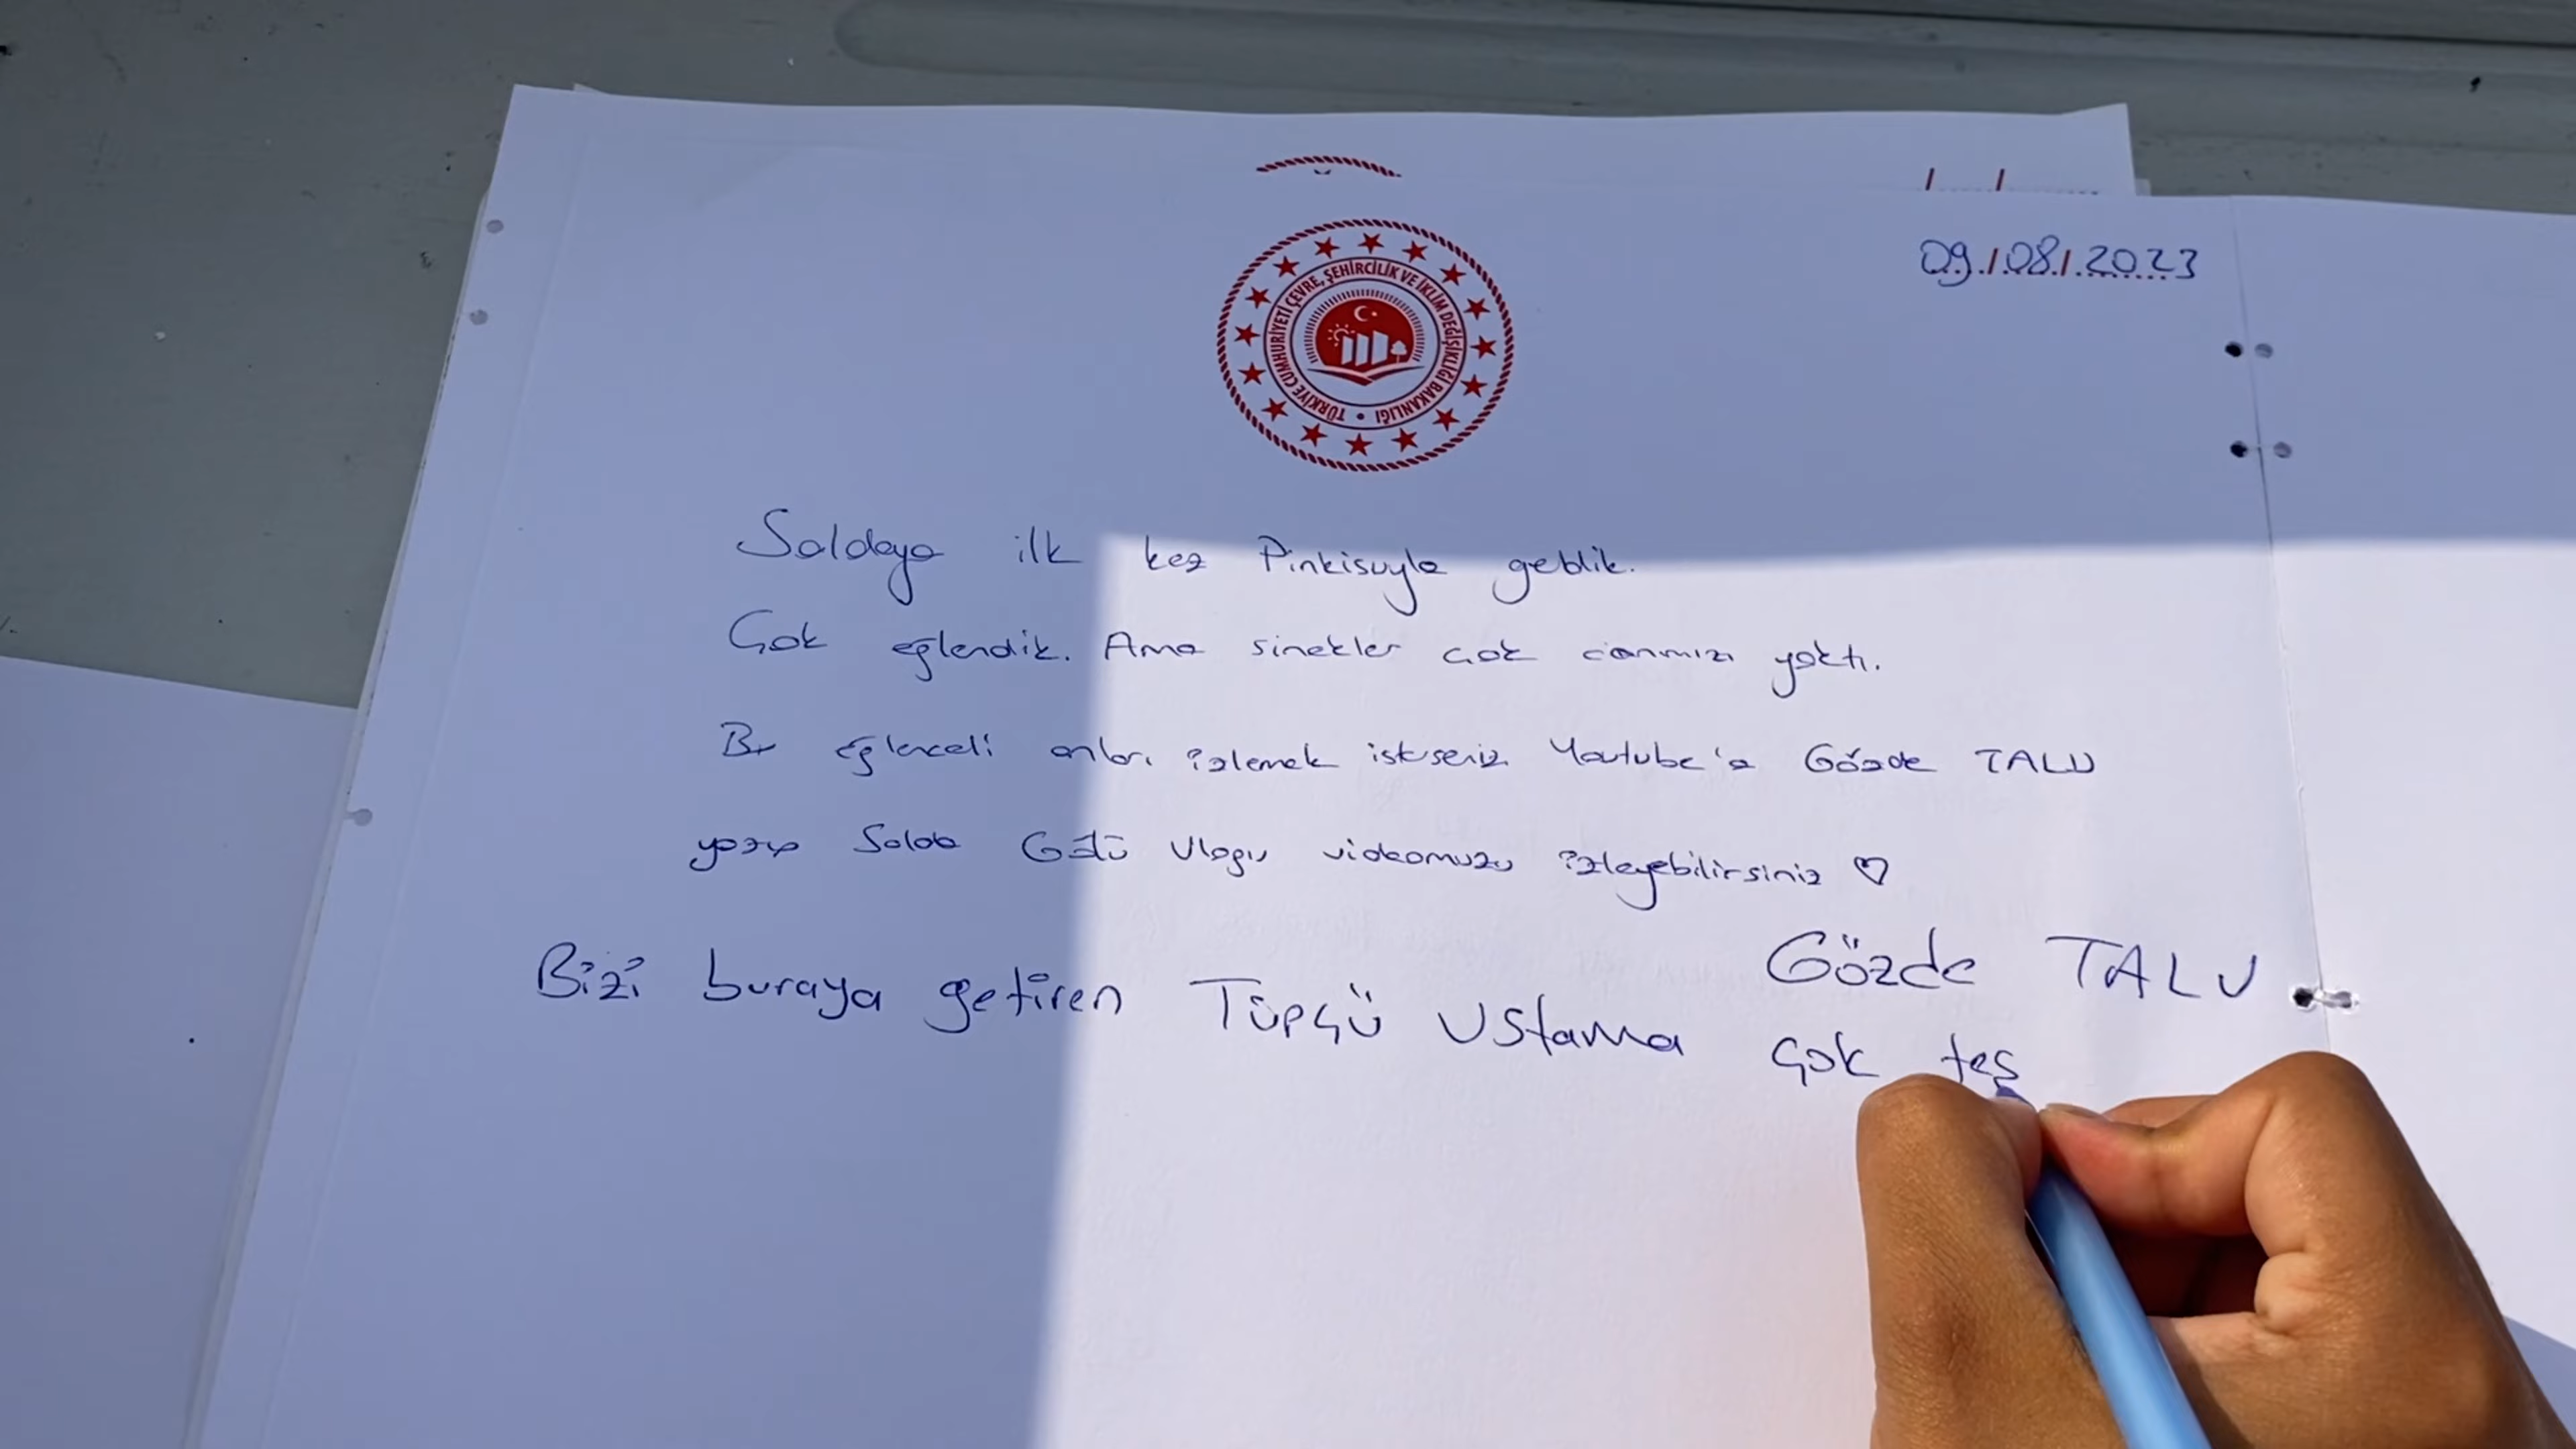 09.08.2023
TÜRKİYE CUMHURİYETİ ÇEVRE, ŞEHİRCİLİK VE İKLİM DEĞİŞİKLİĞİ BAKANLIĞI
Saldaya ilk kez Pinkisuyla geldik.
Çok eğlendik. Ama sinekler çok canımızı yaktı.
Bu eğlenceli anları izlemek isterseniz Youtube'a Gözde TALU
yazıp Salda Gölü Vlogu videomuzu izleyebilirsiniz ♡
Gözde TALU
Bizi buraya getiren Tüpçü Ustama çok teş